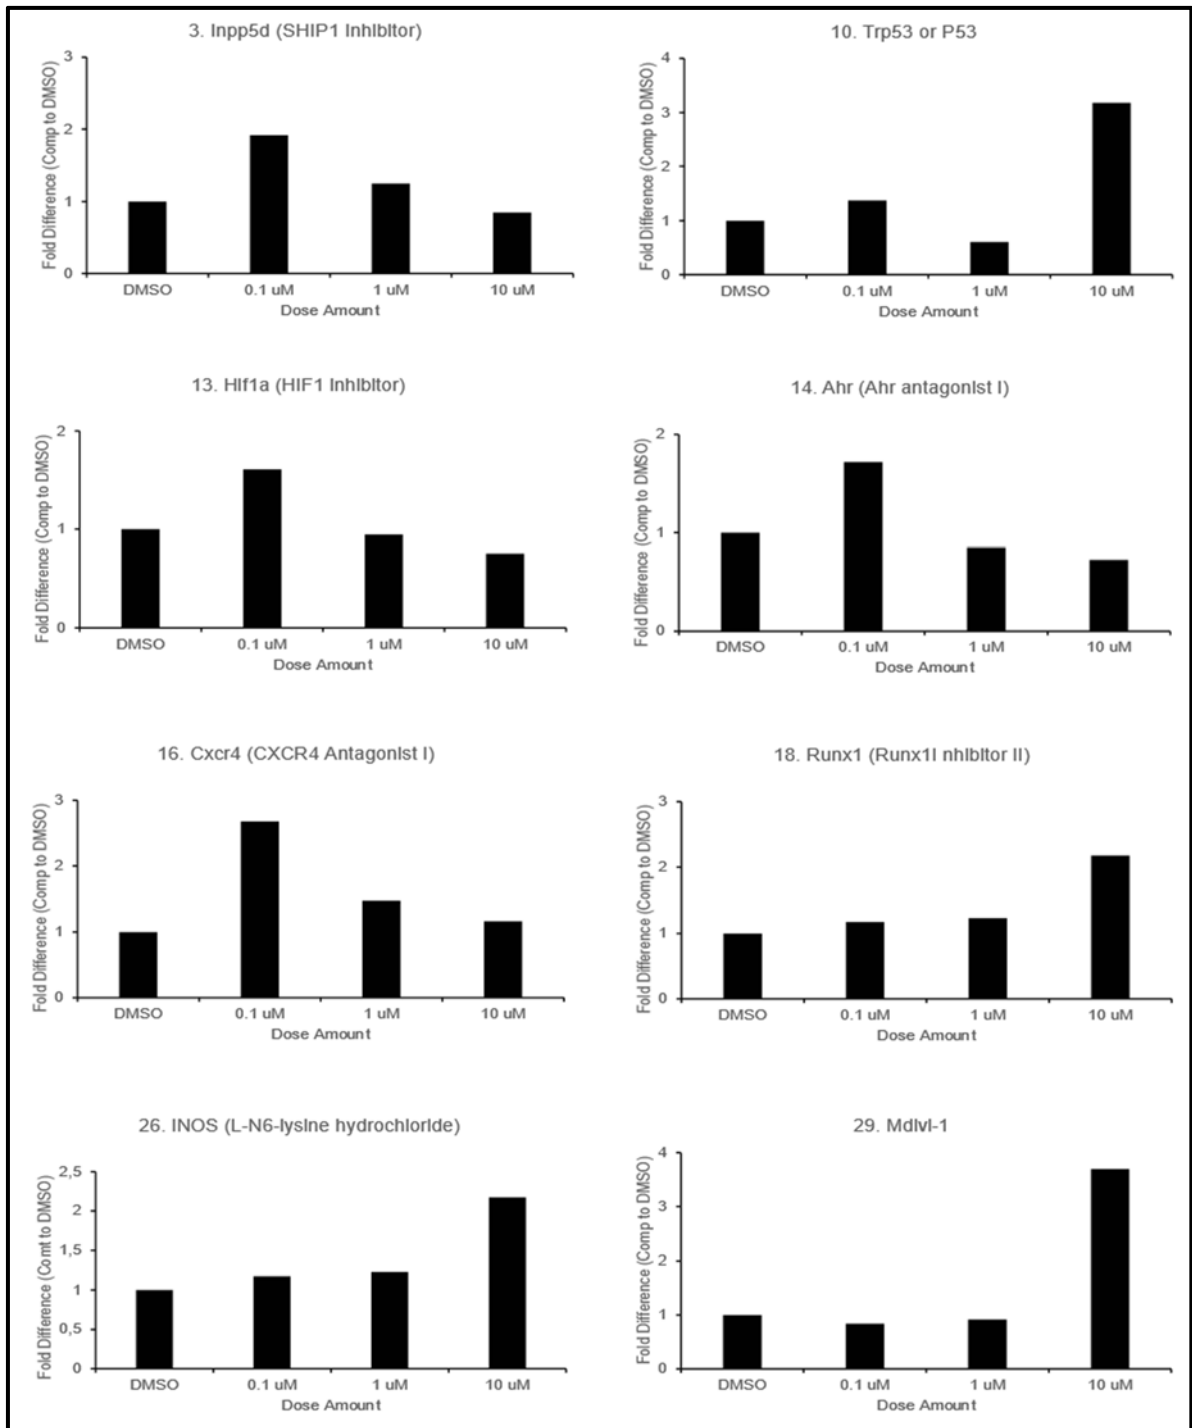 3. Inpp5d (SHIP1 Inhibitor)
Fold Difference (Comp to DMSO)
3
2
1
0
DMSO 0.1 uM 1 uM 10 uM
Dose Amount
10. Trp53 or P53
Fold Difference (Comp to DMSO)
4
3
2
1
0
DMSO 0.1 uM 1 uM 10 uM
Dose Amount
13. Hif1a (HIF1 Inhibitor)
Fold Difference (Comp to DMSO)
2
1
0
DMSO 0.1 uM 1 uM 10 uM
Dose Amount
14. Ahr (Ahr antagonist I)
Fold Difference (Comp to DMSO)
2
1
0
DMSO 0.1 uM 1 uM 10 uM
Dose Amount
16. Cxcr4 (CXCR4 Antagonist I)
Fold Difference (Comp to DMSO)
3
2
1
0
DMSO 0.1 uM 1 uM 10 uM
Dose Amount
18. Runx1 (Runx1I nhibitor II)
Fold Difference (Comp to DMSO)
3
2
1
0
DMSO 0.1 uM 1 uM 10 uM
Dose Amount
26. INOS (L-N6-lysine hydrochloride)
Fold Difference (Comt to DMSO)
2,5
2
1,5
1
0,5
0
DMSO 0.1 uM 1 uM 10 uM
Dose Amount
29. Mdivi-1
Fold Difference (Comp to DMSO)
4
3
2
1
0
DMSO 0.1 uM 1 uM 10 uM
Dose Amount